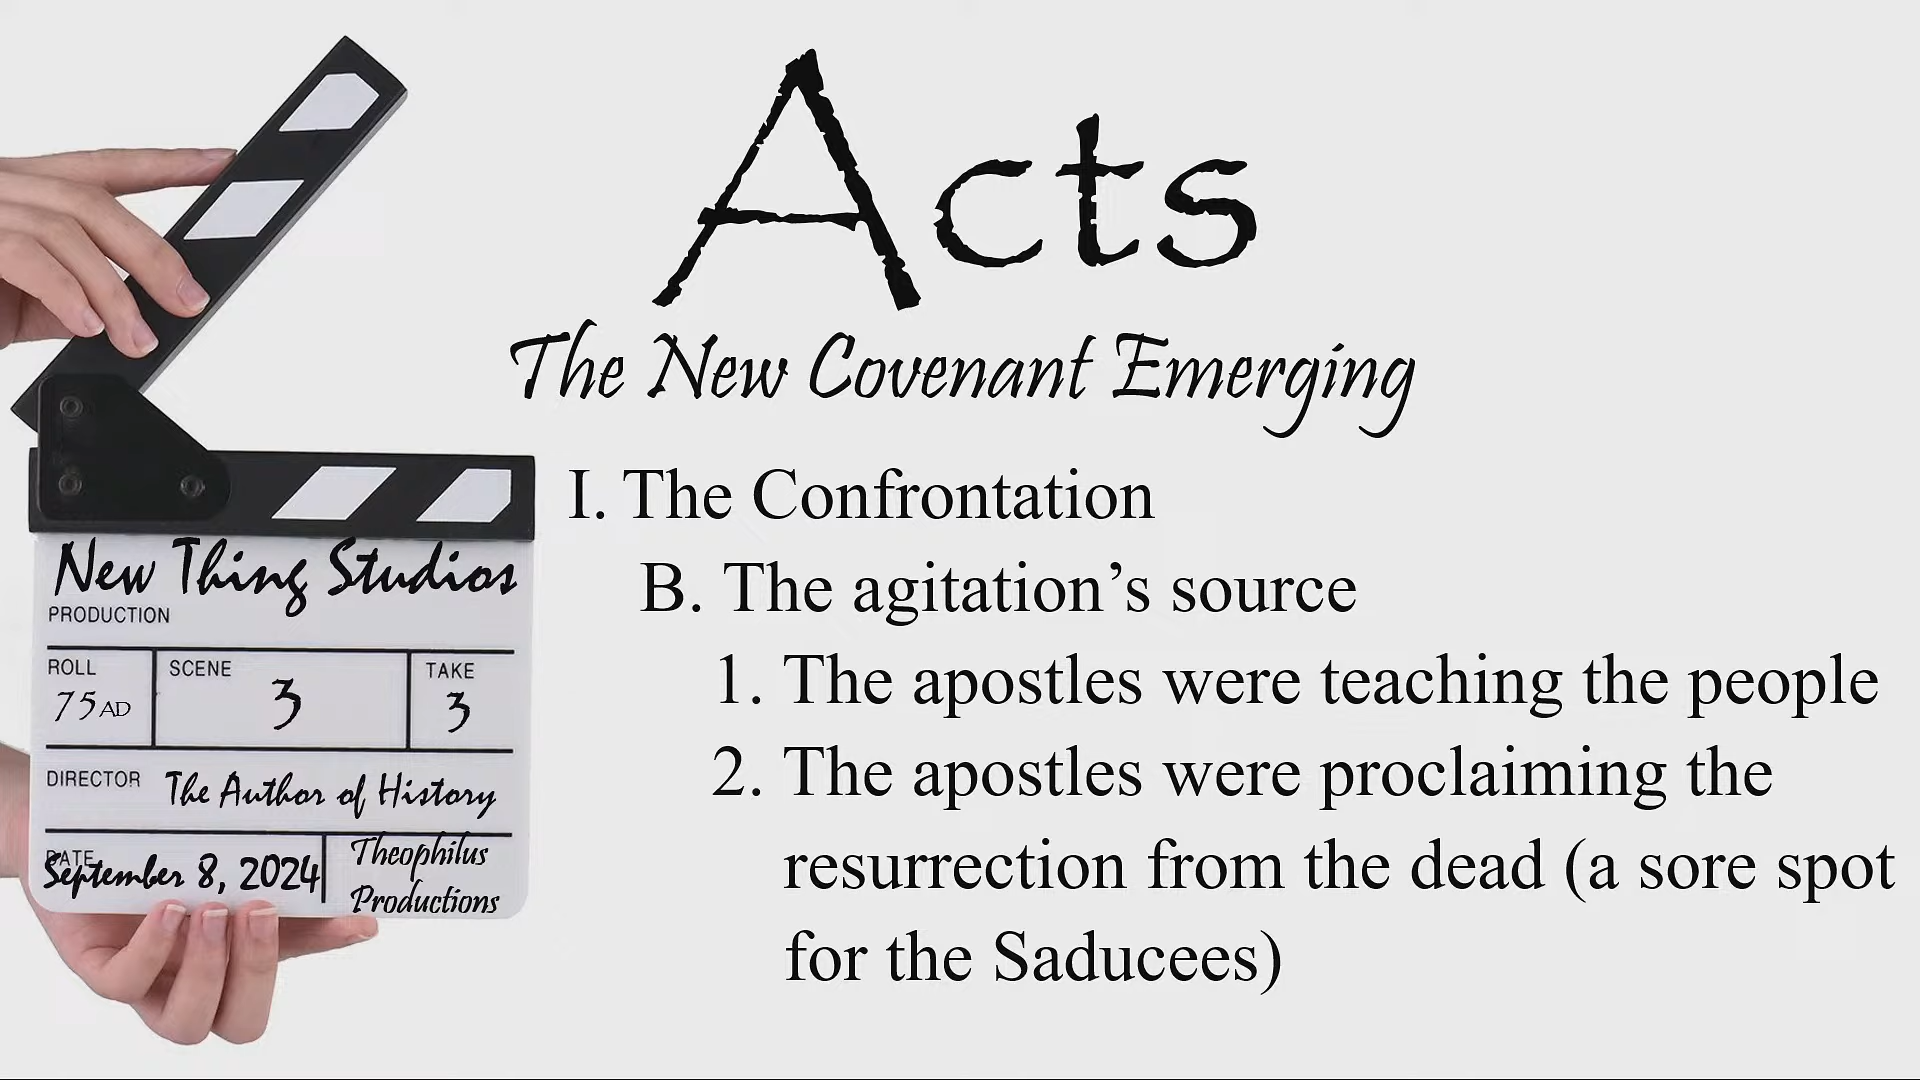 Acts
The New Covenant Emerging
I. The Confrontation
B. The agitation’s source
1. The apostles were teaching the people
2. The apostles were proclaiming the
resurrection from the dead (a sore spot
for the Saducees)
New Thing Studios
PRODUCTION
ROLL
SCENE
TAKE
75 AD
3
3
DIRECTOR The Author of History
DATE
September 8, 2024
Theophilus
Productions